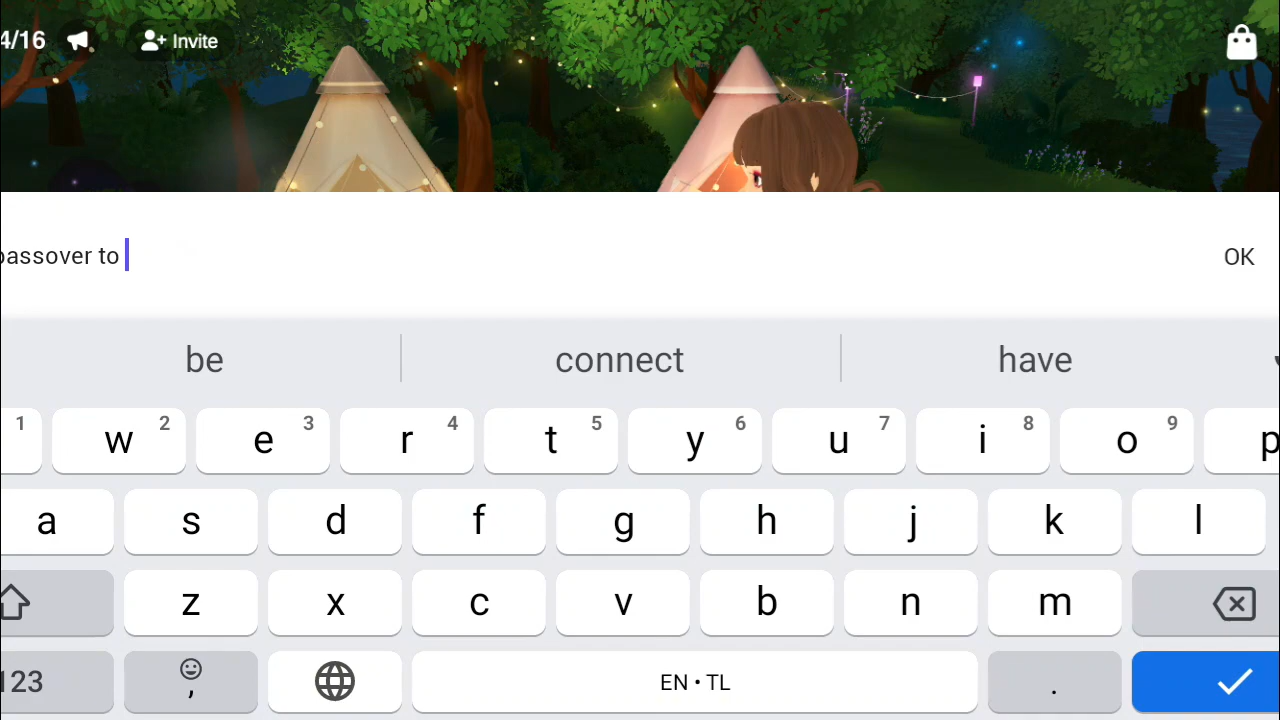 4/16 Invite
passover to
OK
be connect have
1 w 2 e 3 r 4 t 5 y 6 u 7 i 8 o 9 p
a s d f g h j k l
z x c v b n m
123 , EN • TL .